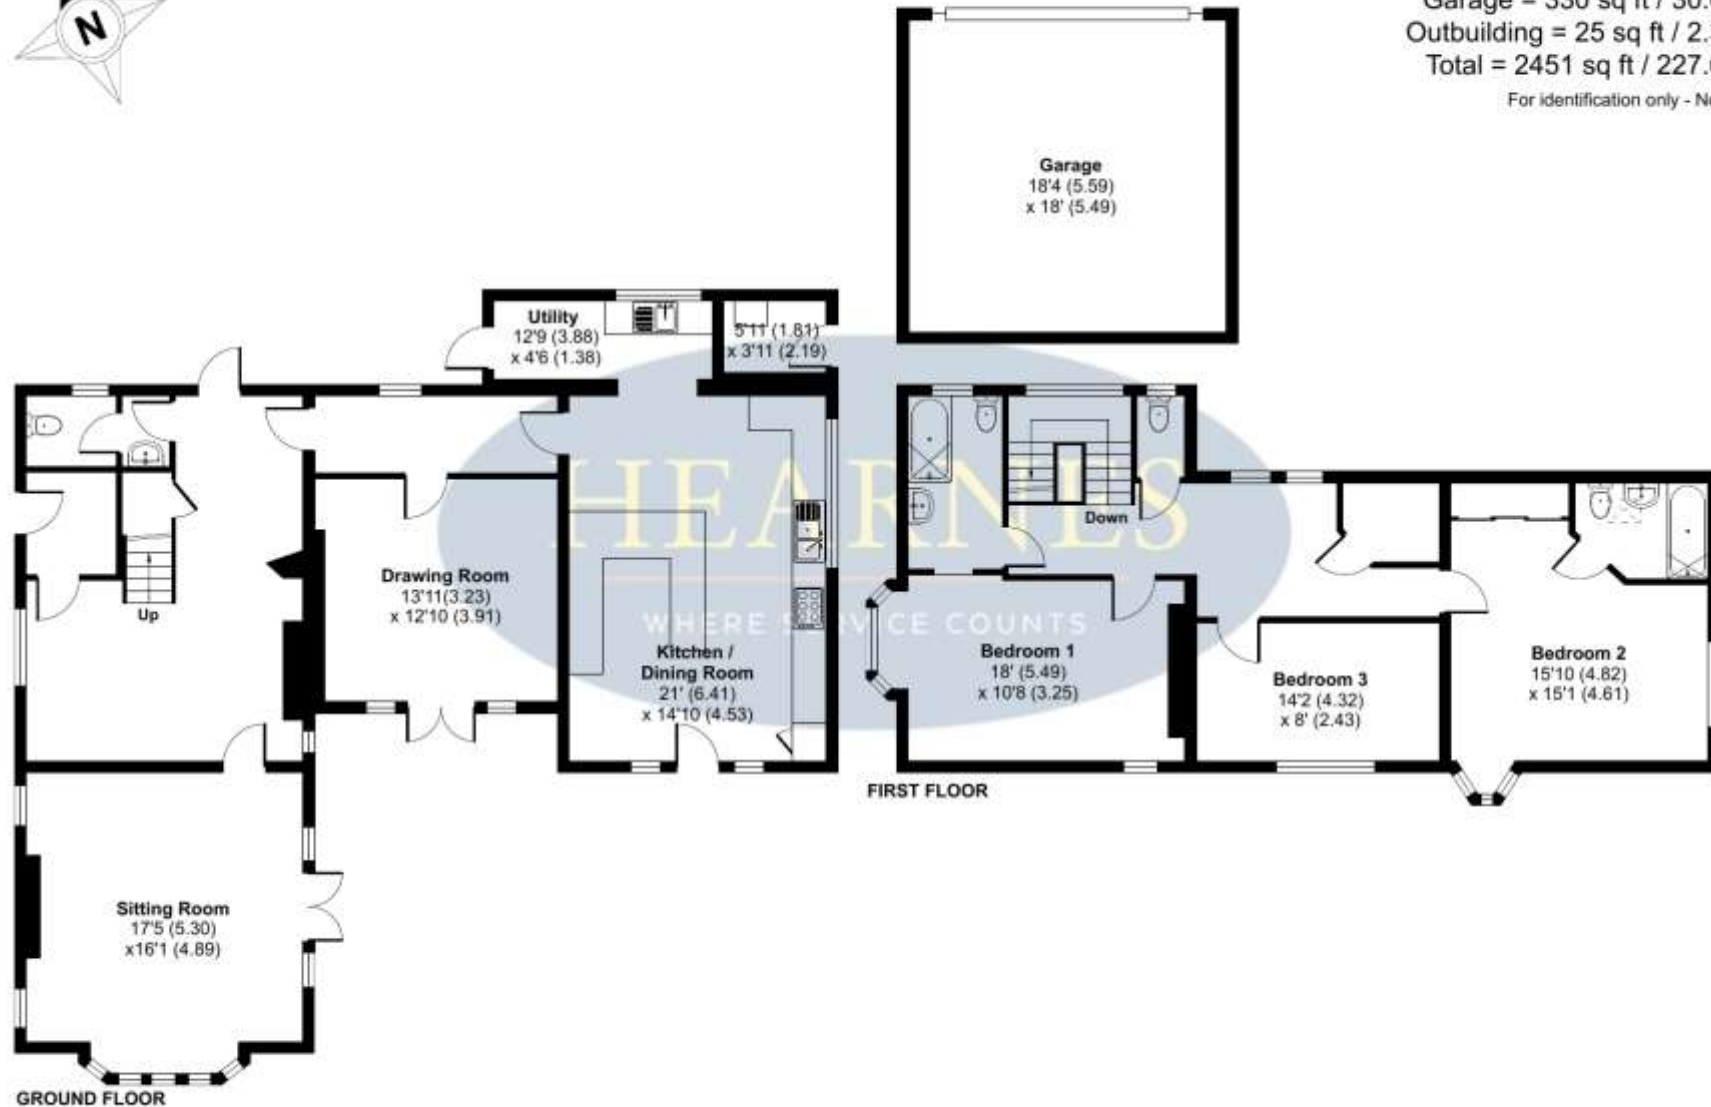 N
Garage = 330 sq ft / 30.
Outbuilding = 25 sq ft / 2.
Total = 2451 sq ft / 227.
For identification only - N
Garage
18'4 (5.59)
x 18' (5.49)
Utility
12'9 (3.88)
x 4'6 (1.38)
5'11 (1.81)
x 3'11 (2.19)
HEARNES
WHERE SERVICE COUNTS
Up
Drawing Room
13'11(3.23)
x 12'10 (3.91)
Kitchen /
Dining Room
21' (6.41)
x 14'10 (4.53)
Sitting Room
17'5 (5.30)
x16'1 (4.89)
GROUND FLOOR
Down
Bedroom 1
18' (5.49)
x 10'8 (3.25)
Bedroom 3
14'2 (4.32)
x 8' (2.43)
Bedroom 2
15'10 (4.82)
x 15'1 (4.61)
FIRST FLOOR